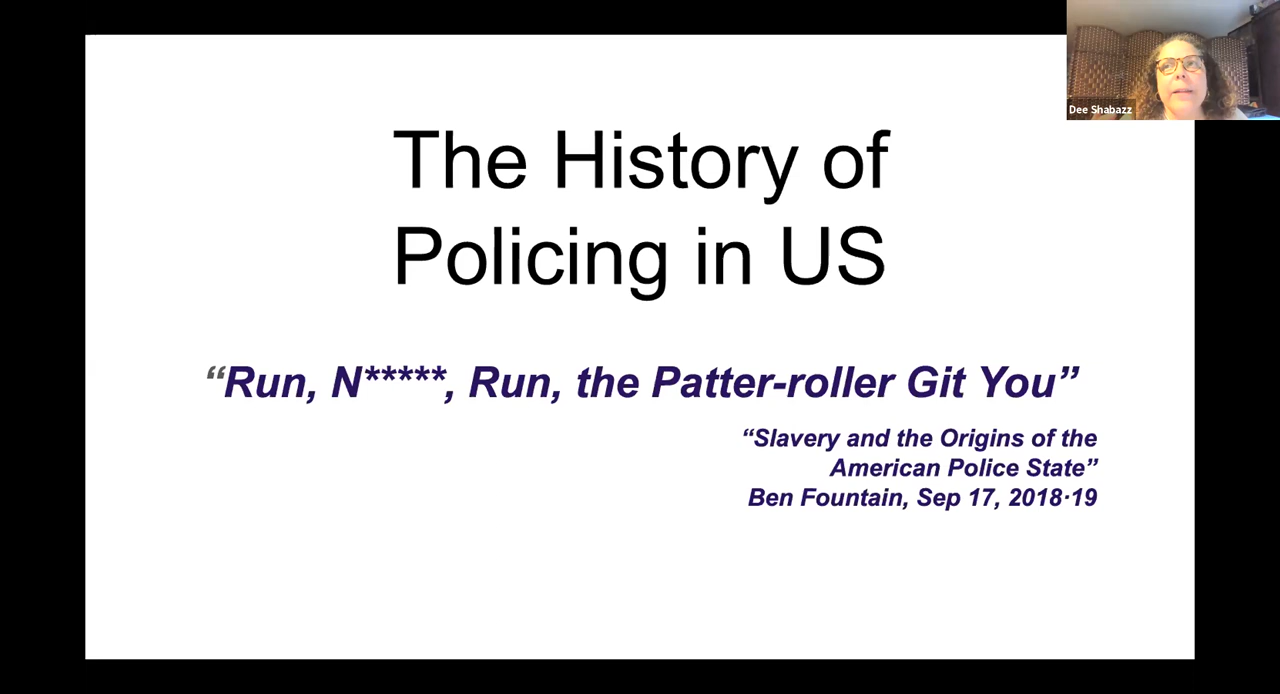 Dee Shabazz
The History of
Policing in US
“Run, N*****, Run, the Patter-roller Git You”
“Slavery and the Origins of the
American Police State”
Ben Fountain, Sep 17, 2018·19